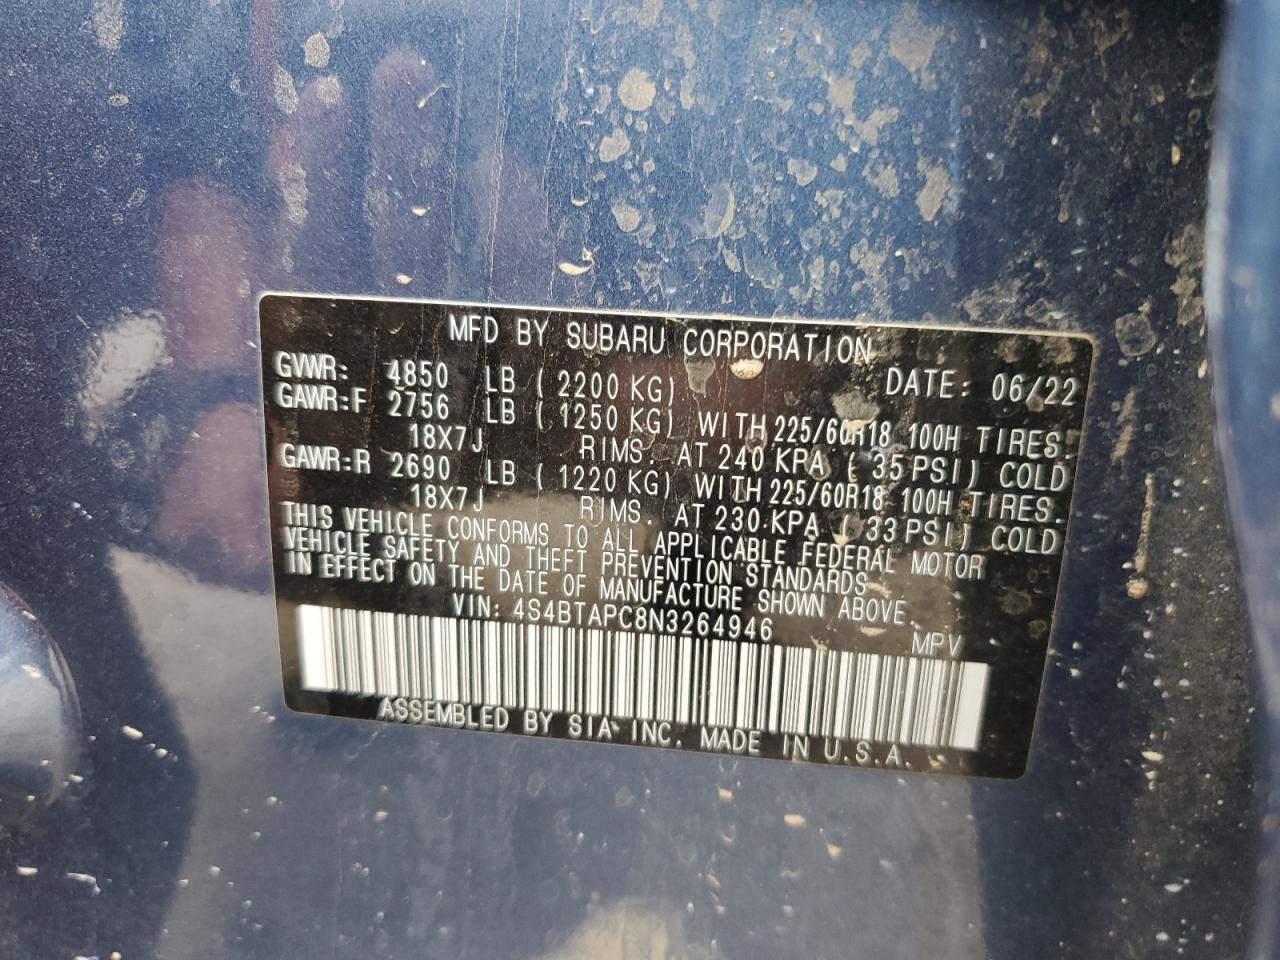 MFD BY SUBARU CORPORATION
GVWR: 4850 LB ( 2200 KG) DATE: 06/22
GAWR:F 2756 LB ( 1250 KG) WITH 225/60R18 100H TIRES.
18X7J RIMS. AT 240 KPA ( 35 PSI) COLD
GAWR:R 2690 LB ( 1220 KG) WITH 225/60R18 100H TIRES.
18X7J RIMS. AT 230 KPA ( 33 PSI) COLD
THIS VEHICLE CONFORMS TO ALL APPLICABLE FEDERAL MOTOR
VEHICLE SAFETY AND THEFT PREVENTION STANDARDS
IN EFFECT ON THE DATE OF MANUFACTURE SHOWN ABOVE.
VIN: 4S4BTAPC8N3264946 MPV
ASSEMBLED BY SIA INC. MADE IN U.S.A.